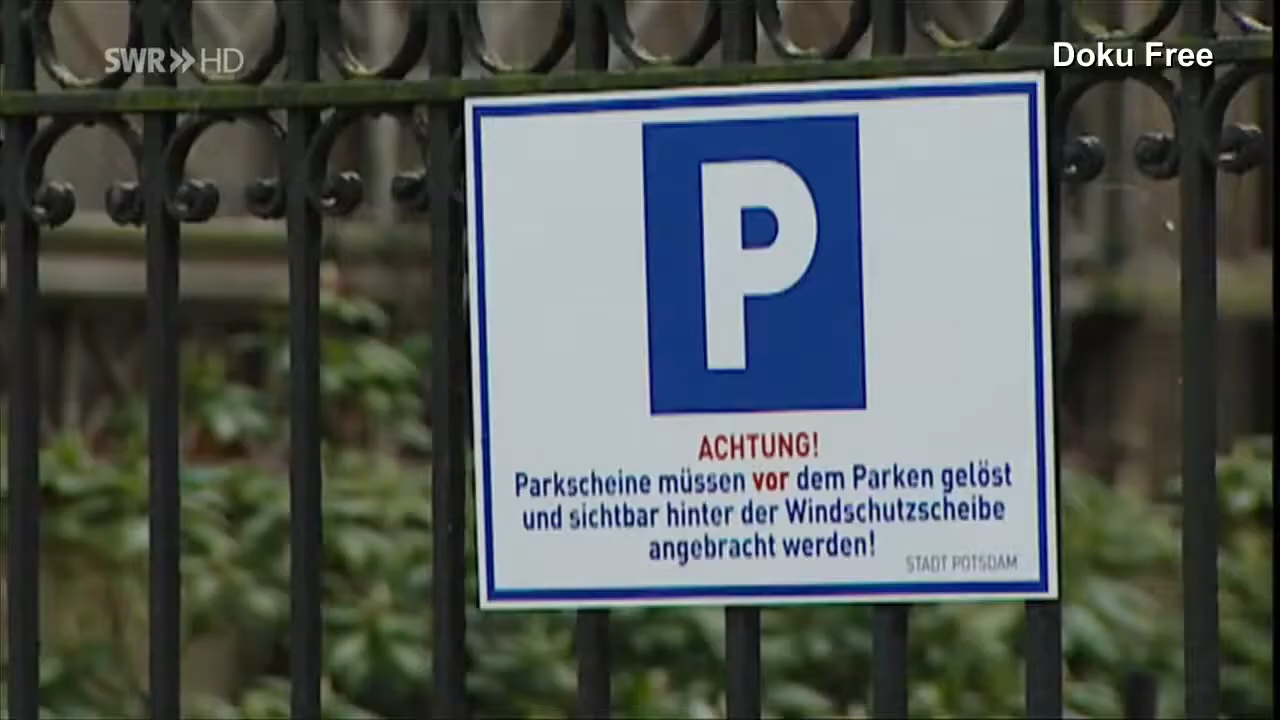 SWR>> HD
Doku Free
P
ACHTUNG!
Parkscheine müssen vor dem Parken gelöst
und sichtbar hinter der Windschutzscheibe
angebracht werden!
STADT POTSDAM